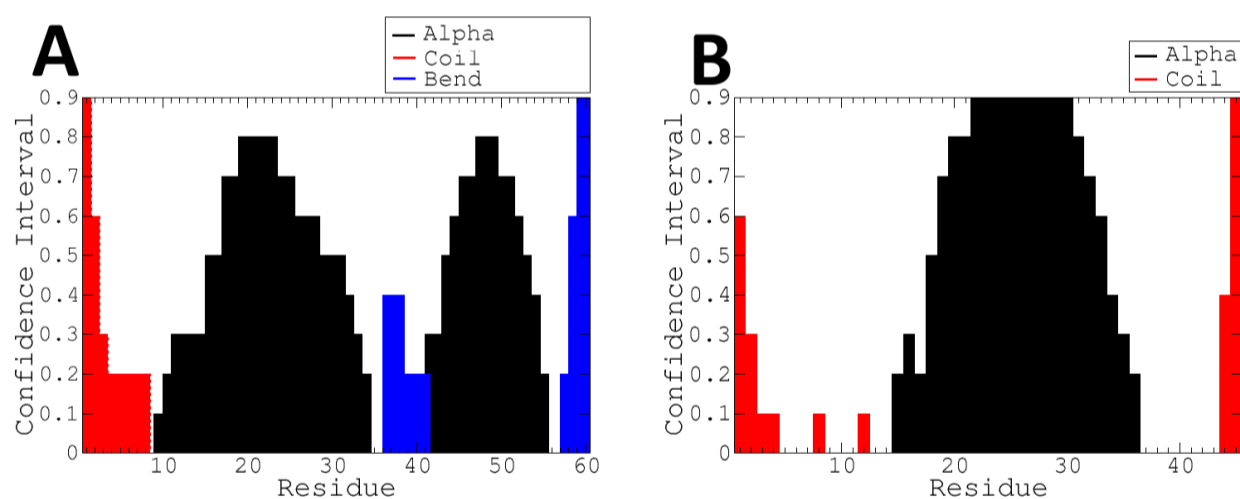 A
Alpha
Coil
Bend
Confidence Interval
0.9
0.8
0.7
0.6
0.5
0.4
0.3
0.2
0.1
0
10 20 30 40 50 60
Residue
B
Alpha
Coil
Confidence Interval
0.9
0.8
0.7
0.6
0.5
0.4
0.3
0.2
0.1
0
10 20 30 40
Residue